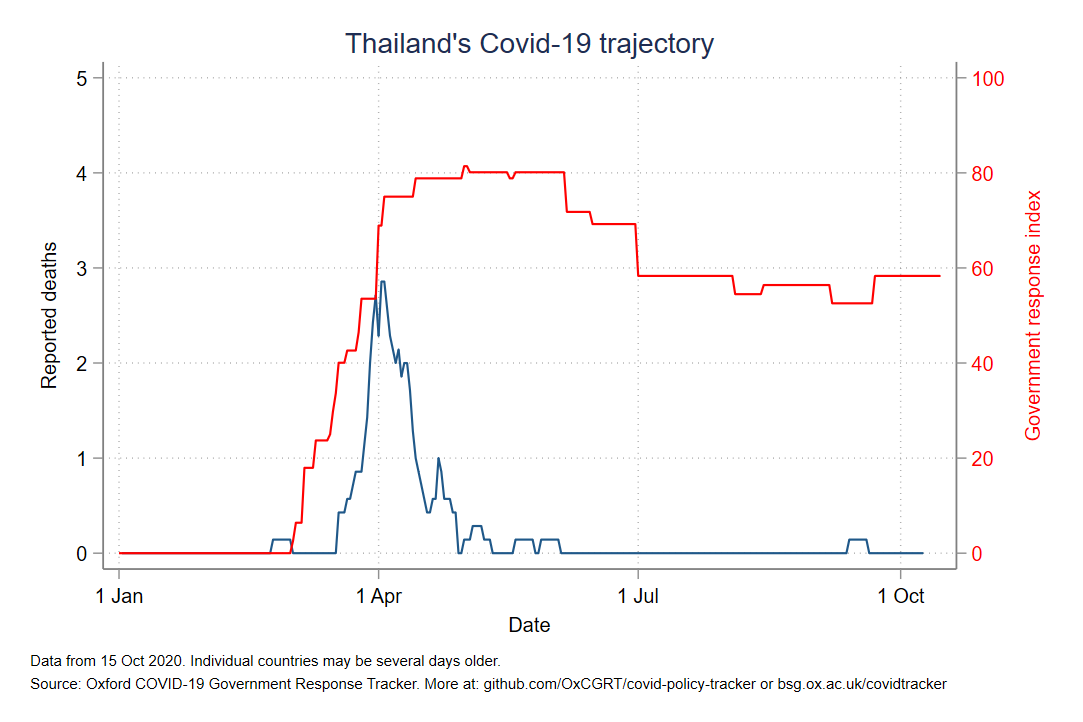 Thailand's Covid-19 trajectory
5
4
3
2
1
0
Reported deaths
100
80
60
40
20
0
Government response index
1 Jan
1 Apr
1 Jul
1 Oct
Date
Data from 15 Oct 2020. Individual countries may be several days older.
Source: Oxford COVID-19 Government Response Tracker. More at: github.com/OxCGRT/covid-policy-tracker or bsg.ox.ac.uk/covidtracker